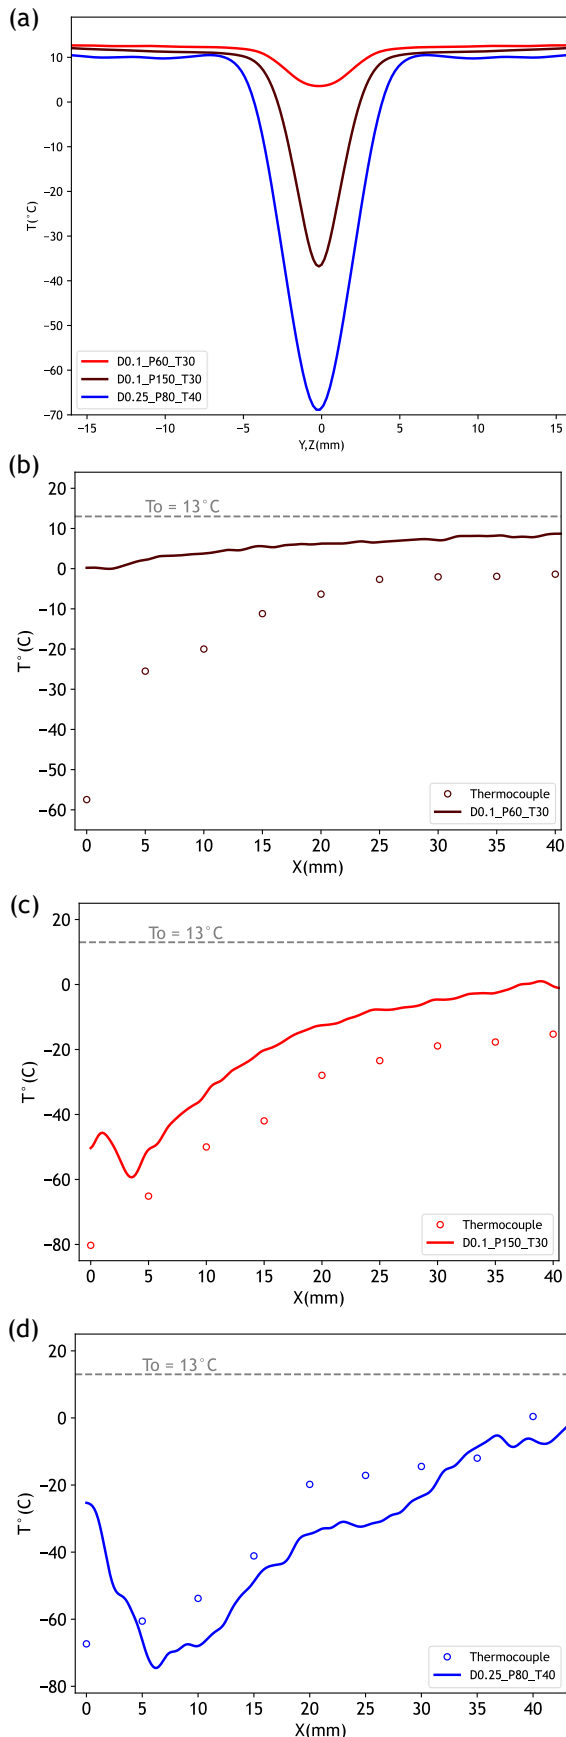 (a)
10
0
−10
−20
−30
−40
−50
−60
−70
T(°C)
D0.1_P60_T30
D0.1_P150_T30
D0.25_P80_T40
−15 −10 −5 0 5 10 15
Y,Z(mm)
(b)
20
10
0
−10
−20
−30
−40
−50
−60
T°(C)
To = 13°C
Thermocouple
D0.1_P60_T30
0 5 10 15 20 25 30 35 40
X(mm)
(c)
20
0
−20
−40
−60
−80
T°(C)
To = 13°C
Thermocouple
D0.1_P150_T30
0 5 10 15 20 25 30 35 40
X(mm)
(d)
20
0
−20
−40
−60
−80
T°(C)
To = 13°C
Thermocouple
D0.25_P80_T40
0 5 10 15 20 25 30 35 40
X(mm)